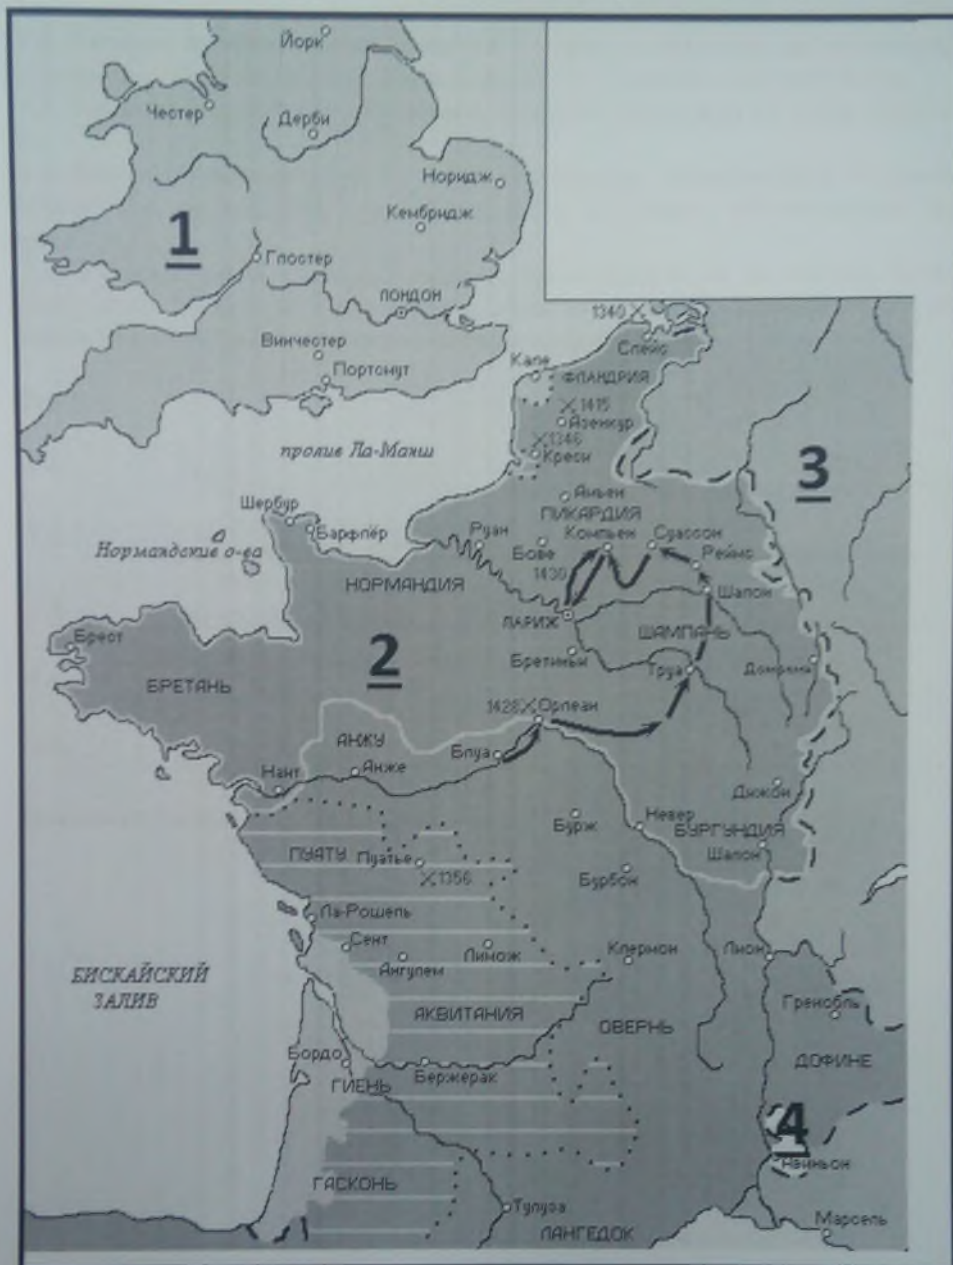 Йорк
Честер
Дерби
Норидж
Кембридж
1
Глостер
ЛОНДОН
1340
Слейс
Винчестер
Портсмут
Кале
ФЛАНДРИЯ
1415
Азенкур
пролив Ла-Манш
1346
Креси
3
Шербур
Амьен
Барфлёр
ПИКАРДИЯ
Руан
Компьен
Суассон
Нормандские о-ва
Бове
Реймс
1430
НОРМАНДИЯ
Шалон
ПАРИЖ
ШАМПАНЬ
Брест
2
Бретиньи
Труа
Домреми
БРЕТАНЬ
1428
Орлеан
АНЖУ
Блуа
Анже
Нант
Дижон
Бурж
Невер
БУРГУНДИЯ
ПУАТУ
Пуатье
Шалон
1356
Бурбон
Ла-Рошель
Сент
Лимож
Клермон
Лион
Ангулем
БИСКАЙСКИЙ
ЗАЛИВ
Гренобль
АКВИТАНИЯ
ОВЕРНЬ
Бордо
ДОФИНЕ
Бержерак
ГИЕНЬ
4
ГАСКОНЬ
Тулуза
Марсель
ЛАНГЕДОК